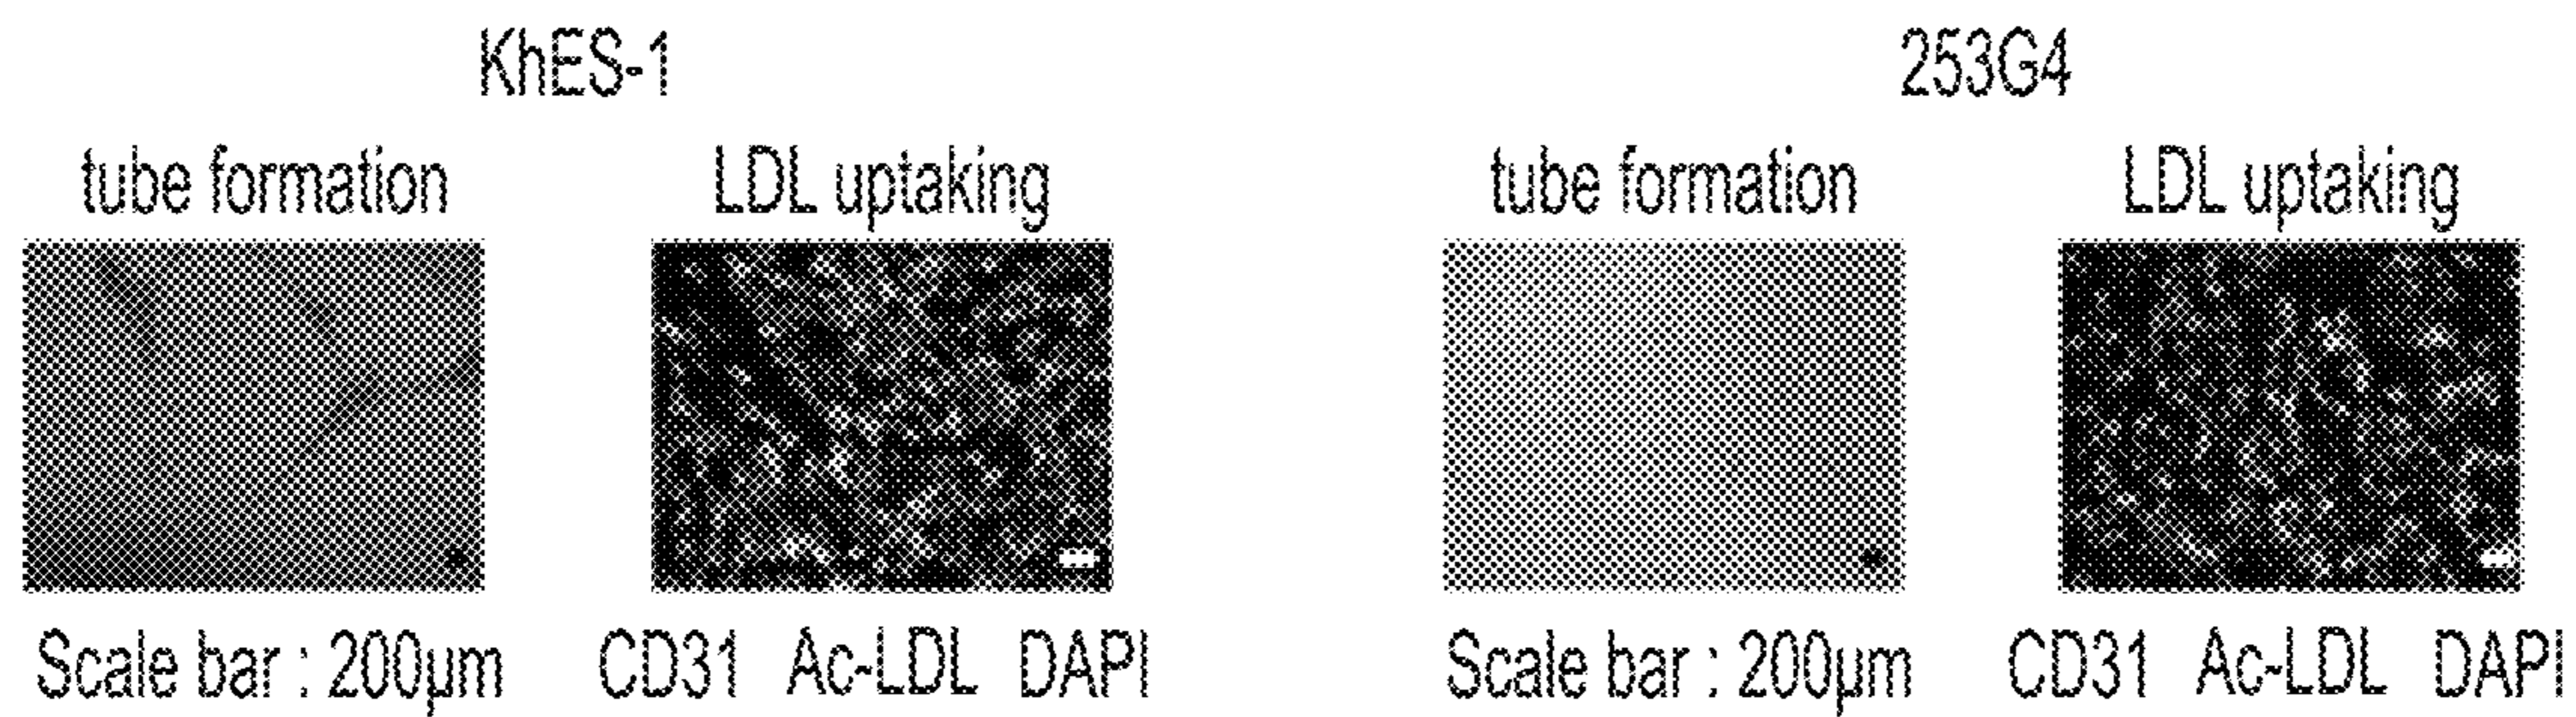 KhES-1 253G4
tube formation LDL uptaking tube formation LDL uptaking
Scale bar : 200μm CD31 Ac-LDL DAPI Scale bar : 200μm CD31 Ac-LDL DAPI